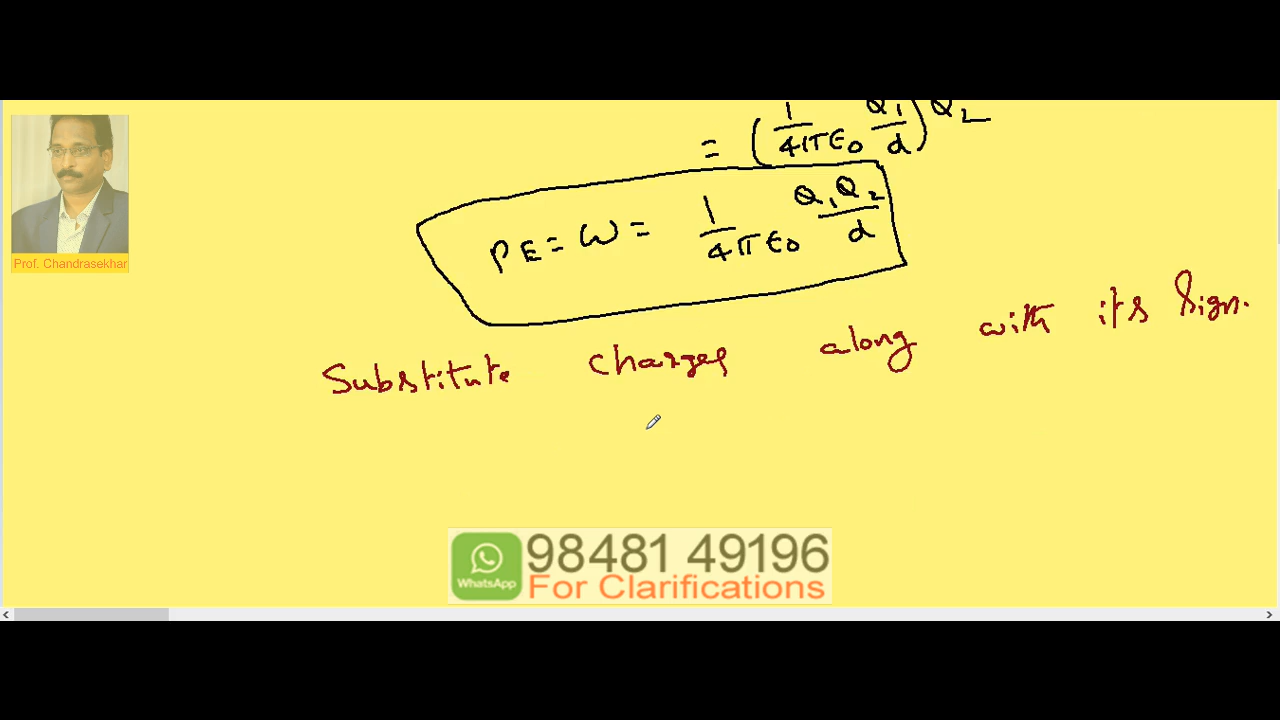 = (1/4πε0 Q1/d) Q2
PE = W = 1/4πε0 Q1Q2/d
Prof. Chandrasekhar
Substitute charges along with its sign.
98481 49196
WhatsApp
For Clarifications